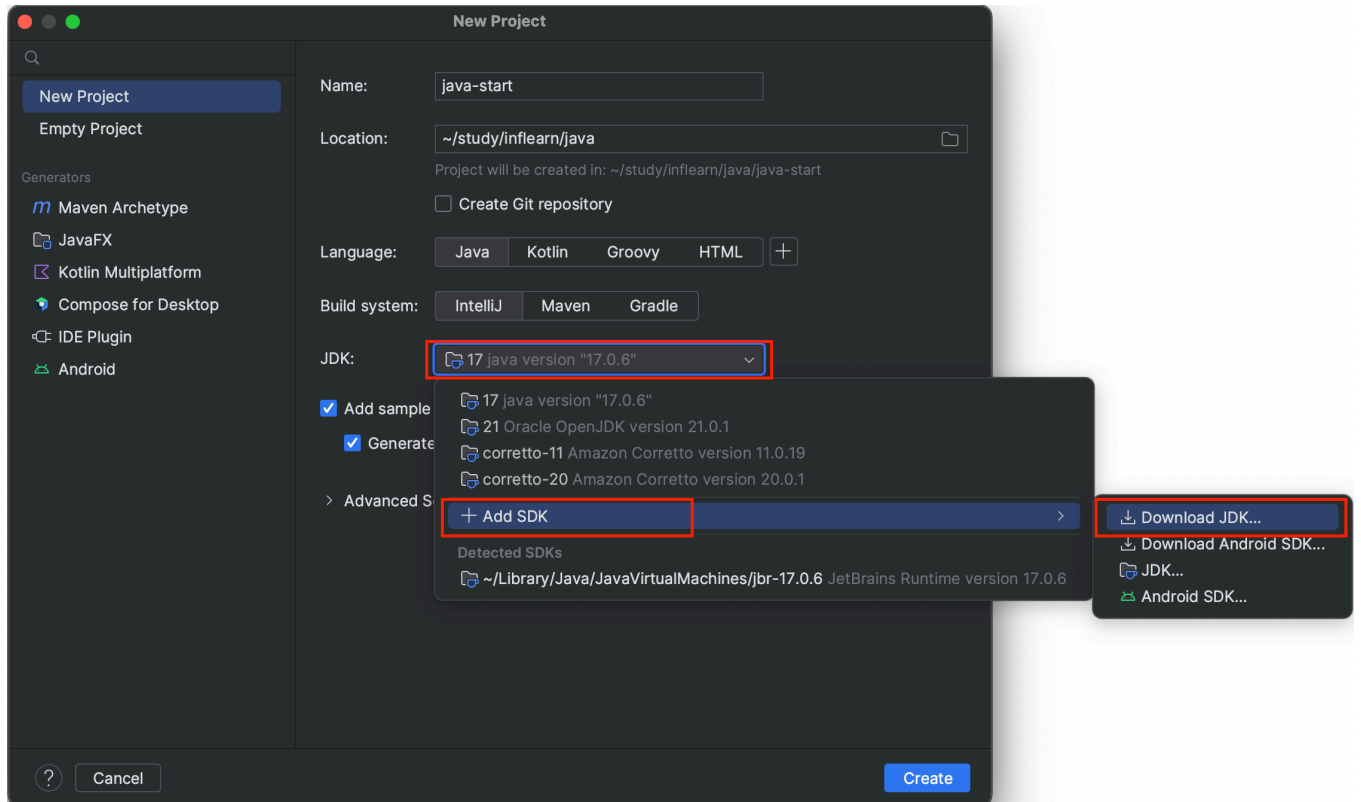 New Project
New Project
Empty Project
Generators
Maven Archetype
JavaFX
Kotlin Multiplatform
Compose for Desktop
IDE Plugin
Android
Name:
java-start
Location:
~/study/inflearn/java
Project will be created in: ~/study/inflearn/java/java-start
Create Git repository
Language:
Java Kotlin Groovy HTML +
Build system:
IntelliJ Maven Gradle
JDK:
17 java version "17.0.6"
17 java version "17.0.6"
21 Oracle OpenJDK version 21.0.1
corretto-11 Amazon Corretto version 11.0.19
corretto-20 Amazon Corretto version 20.0.1
+ Add SDK
Detected SDKs
~/Library/Java/JavaVirtualMachines/jbr-17.0.6 JetBrains Runtime version 17.0.6
Add sample
Generate
Advanced S
Download JDK...
Download Android SDK...
JDK...
Android SDK...
?
Cancel
Create